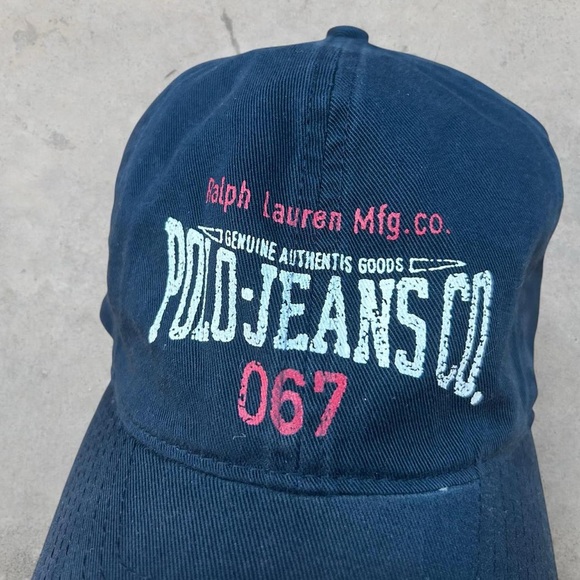 Ralph Lauren Mfg.co.
GENUINE AUTHENTIS GOODS
POLO·JEANS CO.
067